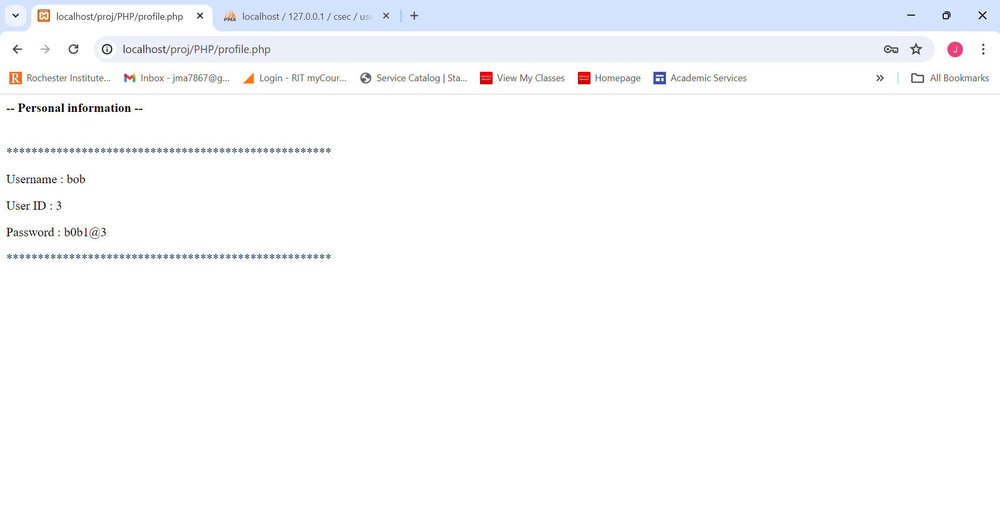 localhost/proj/PHP/profile.php
localhost / 127.0.0.1 / csec / use
localhost/proj/PHP/profile.php
J
Rochester Institute... Inbox - jma7867@g... Login - RIT myCour... Service Catalog | Sta... View My Classes Homepage Academic Services All Bookmarks
-- Personal information --
****************************************************
Username : bob
User ID : 3
Password : b0b1@3
****************************************************